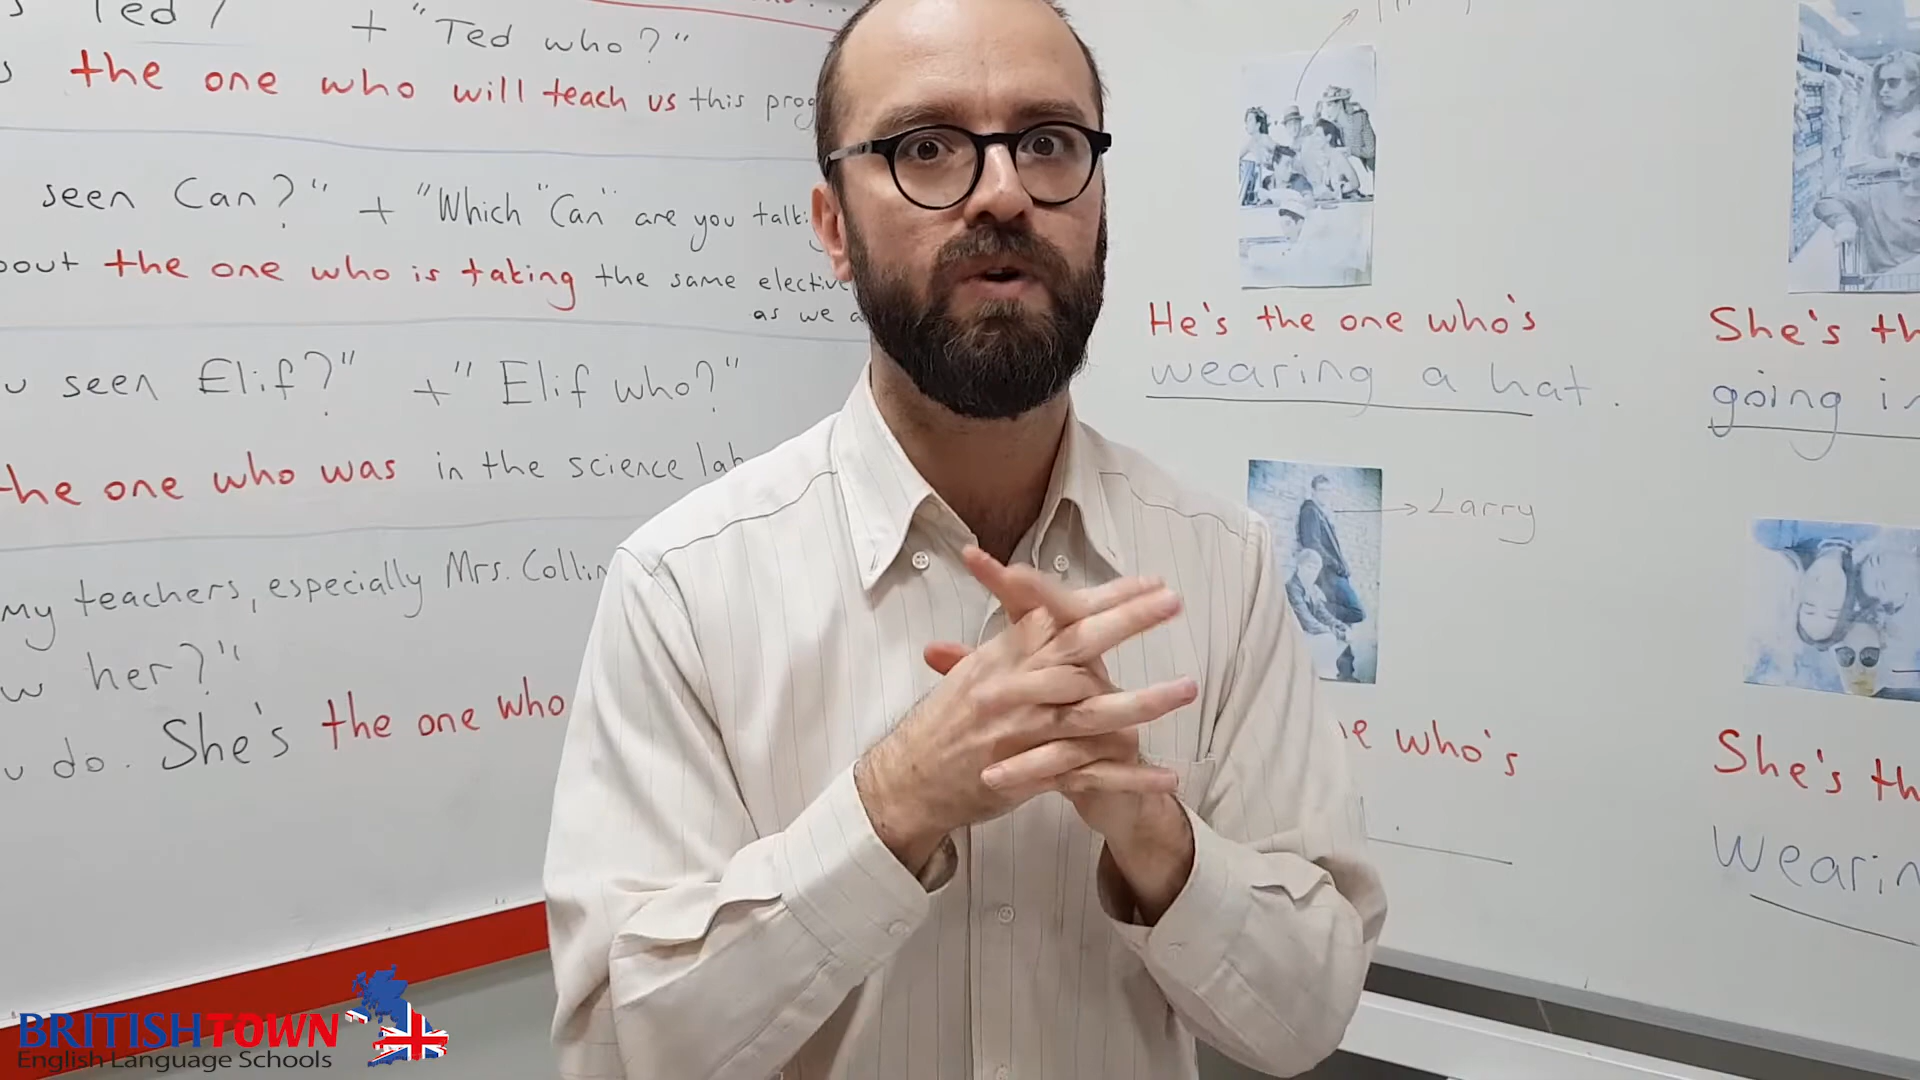 Ted?
+ "Ted who?"
the one who will teach us this prog
seen Can?" + "Which "Can" are you talki
bout the one who is taking the same elective
as we a
u seen Elif?" + "Elif who?"
the one who was in the science lab
My teachers, especially Mrs. Collin
w her?"
u do. She's the one who
He's the one who's
wearing a hat.
Larry
who's
She's th
going in
She's th
wearin
BRITISHTOWN
English Language Schools